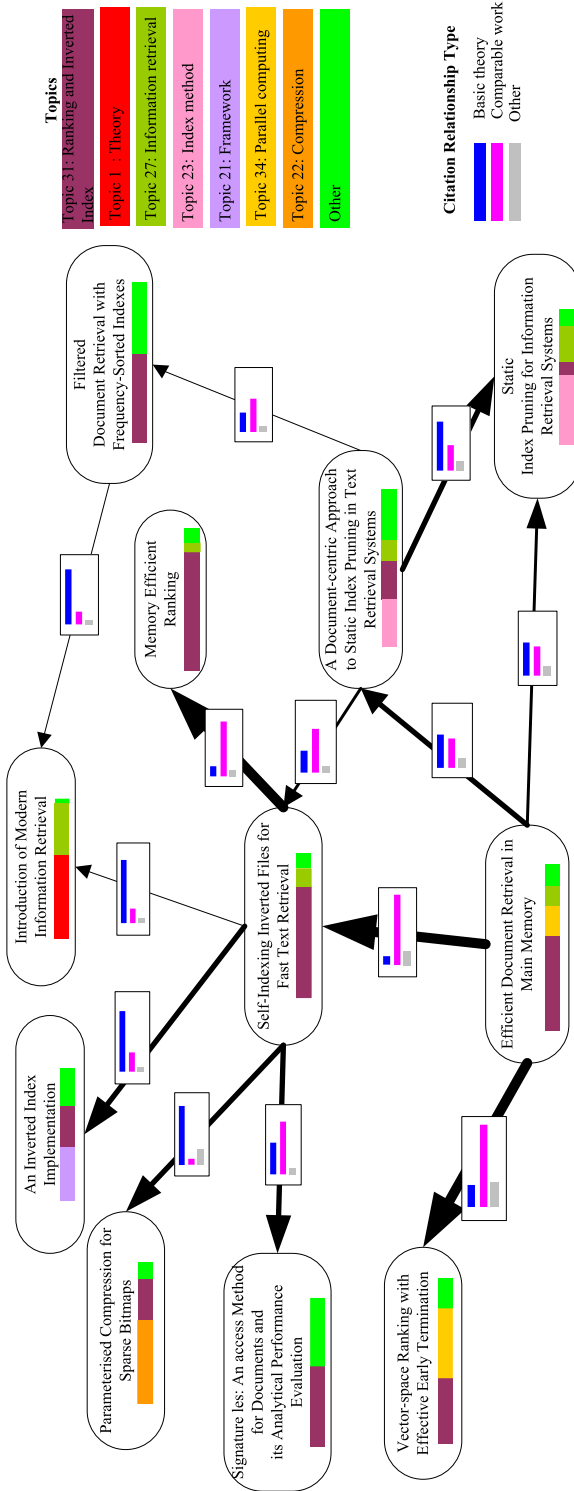 Topics
Topic 31: Ranking and Inverted
Index
Topic 1 : Theory
Topic 27: Information retrieval
Topic 23: Index method
Topic 21: Framework
Topic 34: Parallel computing
Topic 22: Compression
Other
Citation Relationship Type
Basic theory
Comparable work
Other
Filtered
Document Retrieval with
Frequency-Sorted Indexes
Memory Efficient
Ranking
A Document-centric Approach
to Static Index Pruning in Text
Retrieval Systems
Static
Index Pruning for Information
Retrieval Systems
Introduction of Modern
Information Retrieval
Self-Indexing Inverted Files for
Fast Text Retrieval
Efficient Document Retrieval in
Main Memory
An Inverted Index
Implementation
Parameterised Compression for
Sparse Bitmaps
Signature les: An access Method
for Documents and
its Analytical Performance
Evaluation
Vector-space Ranking with
Effective Early Termination